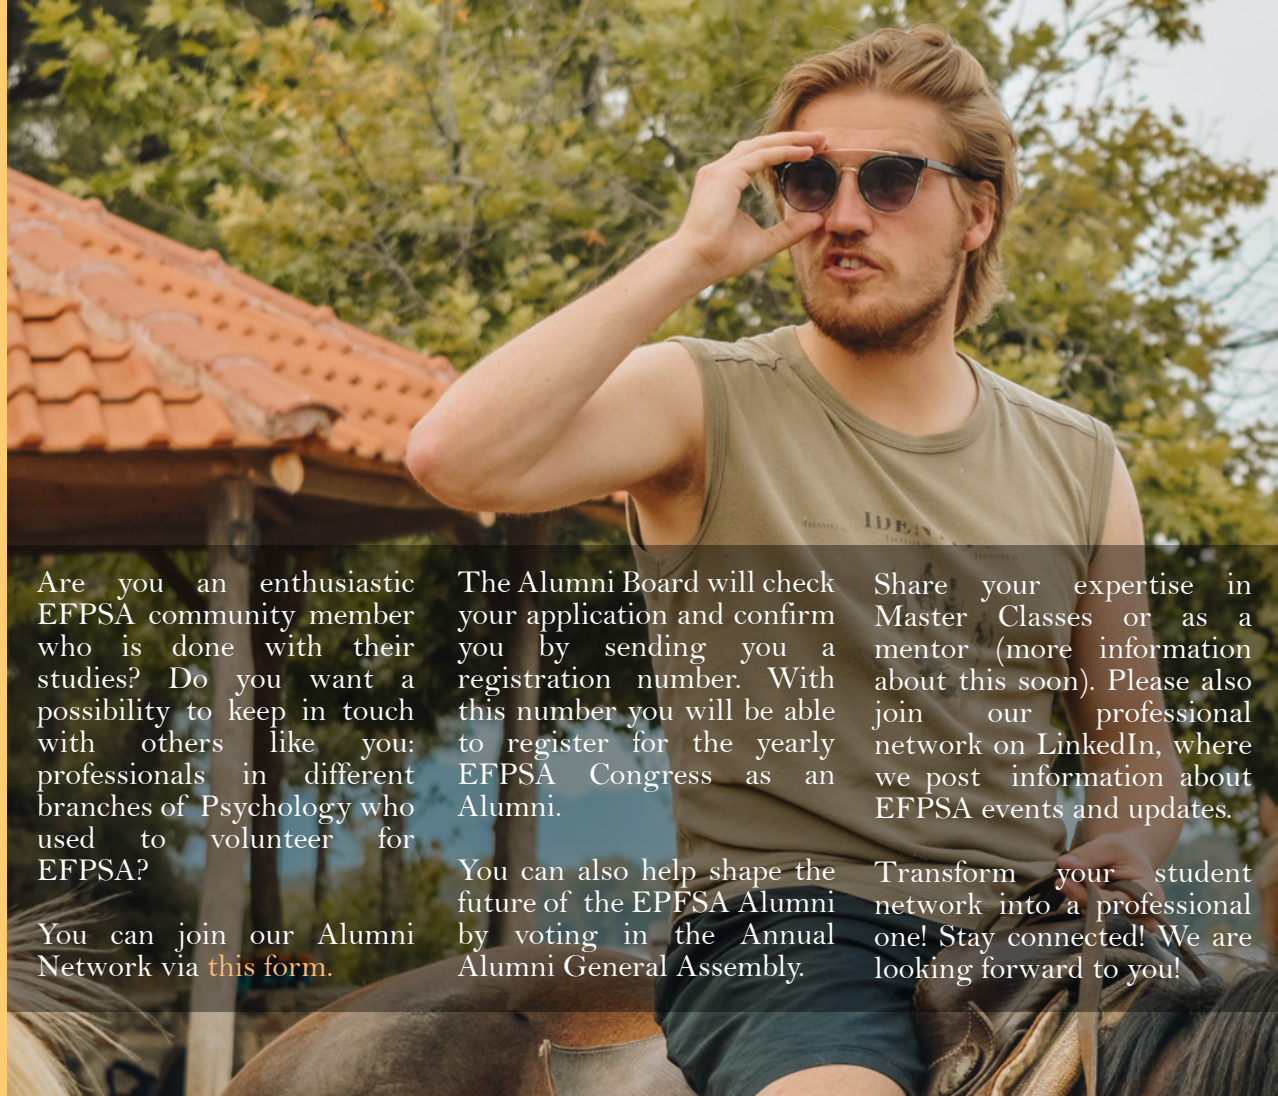 Are you an enthusiastic
EFPSA community member
who is done with their
studies? Do you want a
possibility to keep in touch
with others like you:
professionals in different
branches of Psychology who
used to volunteer for
EFPSA?
You can join our Alumni
Network via this form.
The Alumni Board will check
your application and confirm
you by sending you a
registration number. With
this number you will be able
to register for the yearly
EFPSA Congress as an
Alumni.
You can also help shape the
future of the EPFSA Alumni
by voting in the Annual
Alumni General Assembly.
Share your expertise in
Master Classes or as a
mentor (more information
about this soon). Please also
join our professional
network on LinkedIn, where
we post information about
EFPSA events and updates.
Transform your student
network into a professional
one! Stay connected! We are
looking forward to you!